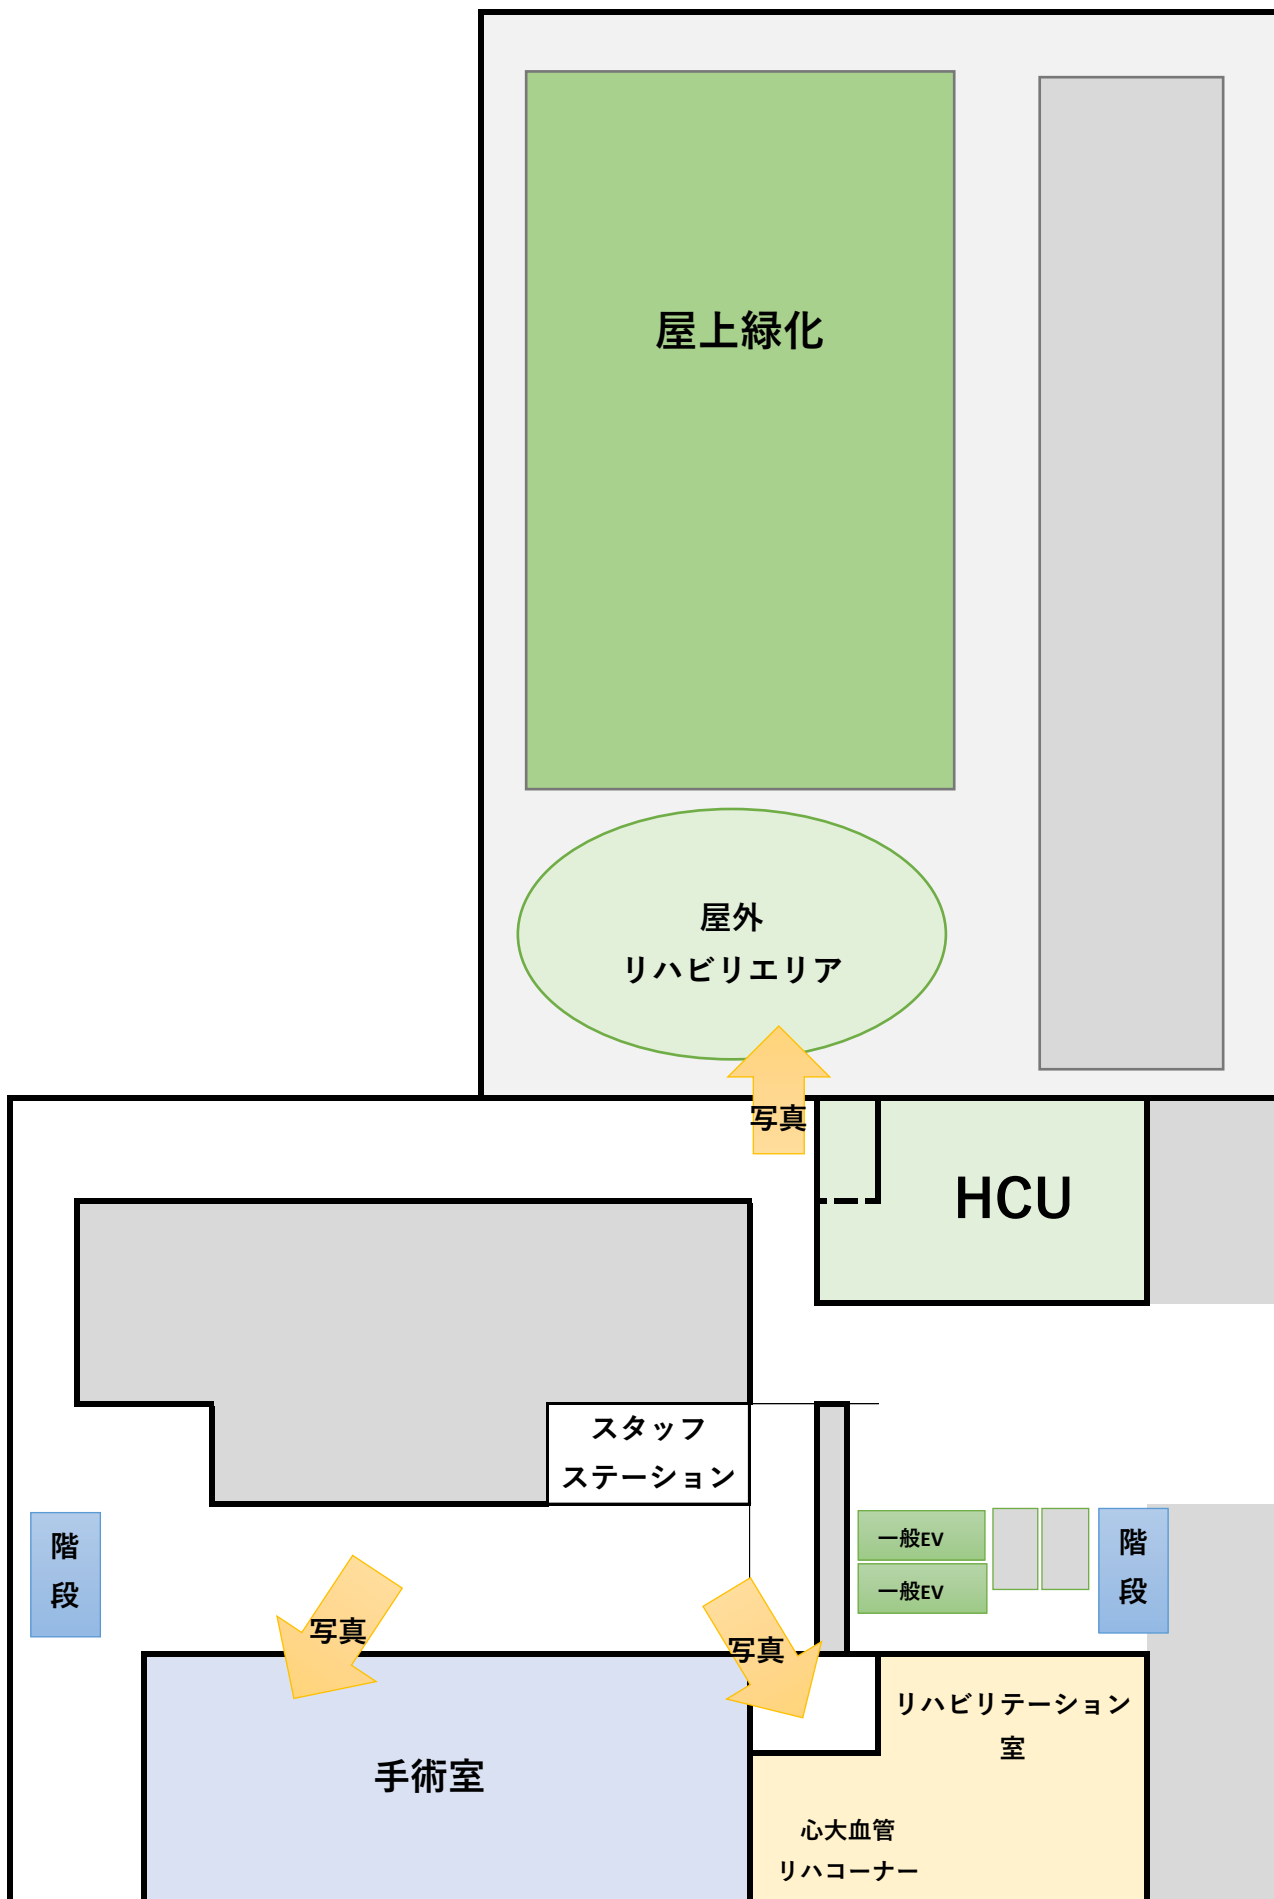 屋上緑化
屋外
リハビリエリア
写真
HCU
スタッフ
ステーション
階
段
一般EV
一般EV
階
段
写真
写真
リハビリテーション
室
手術室
心大血管
リハコーナー